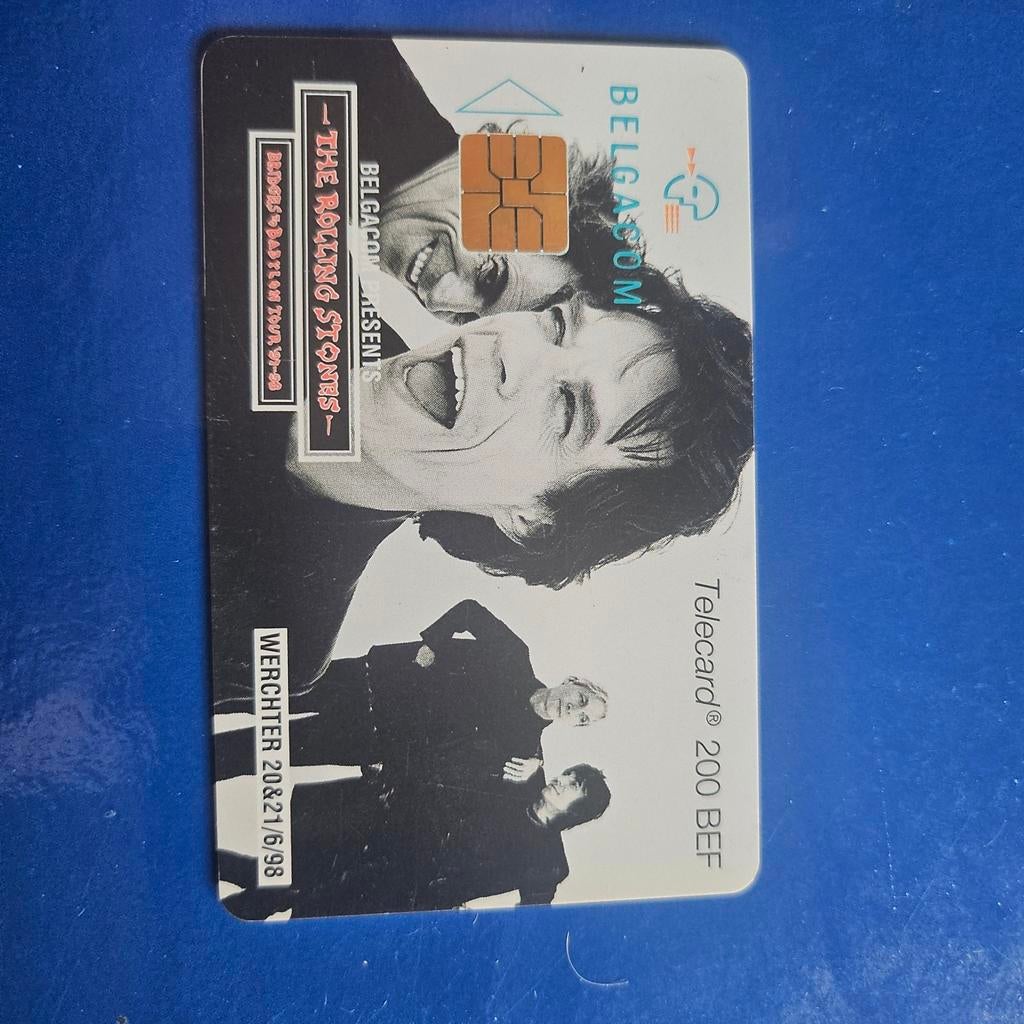 BELGACOM
Telecard® 200 BEF
BELGACOM PRESENTS
– THE ROLLING STONES –
BRIDGES TO BABYLON TOUR '97-98
WERCHTER 20&21/6/98